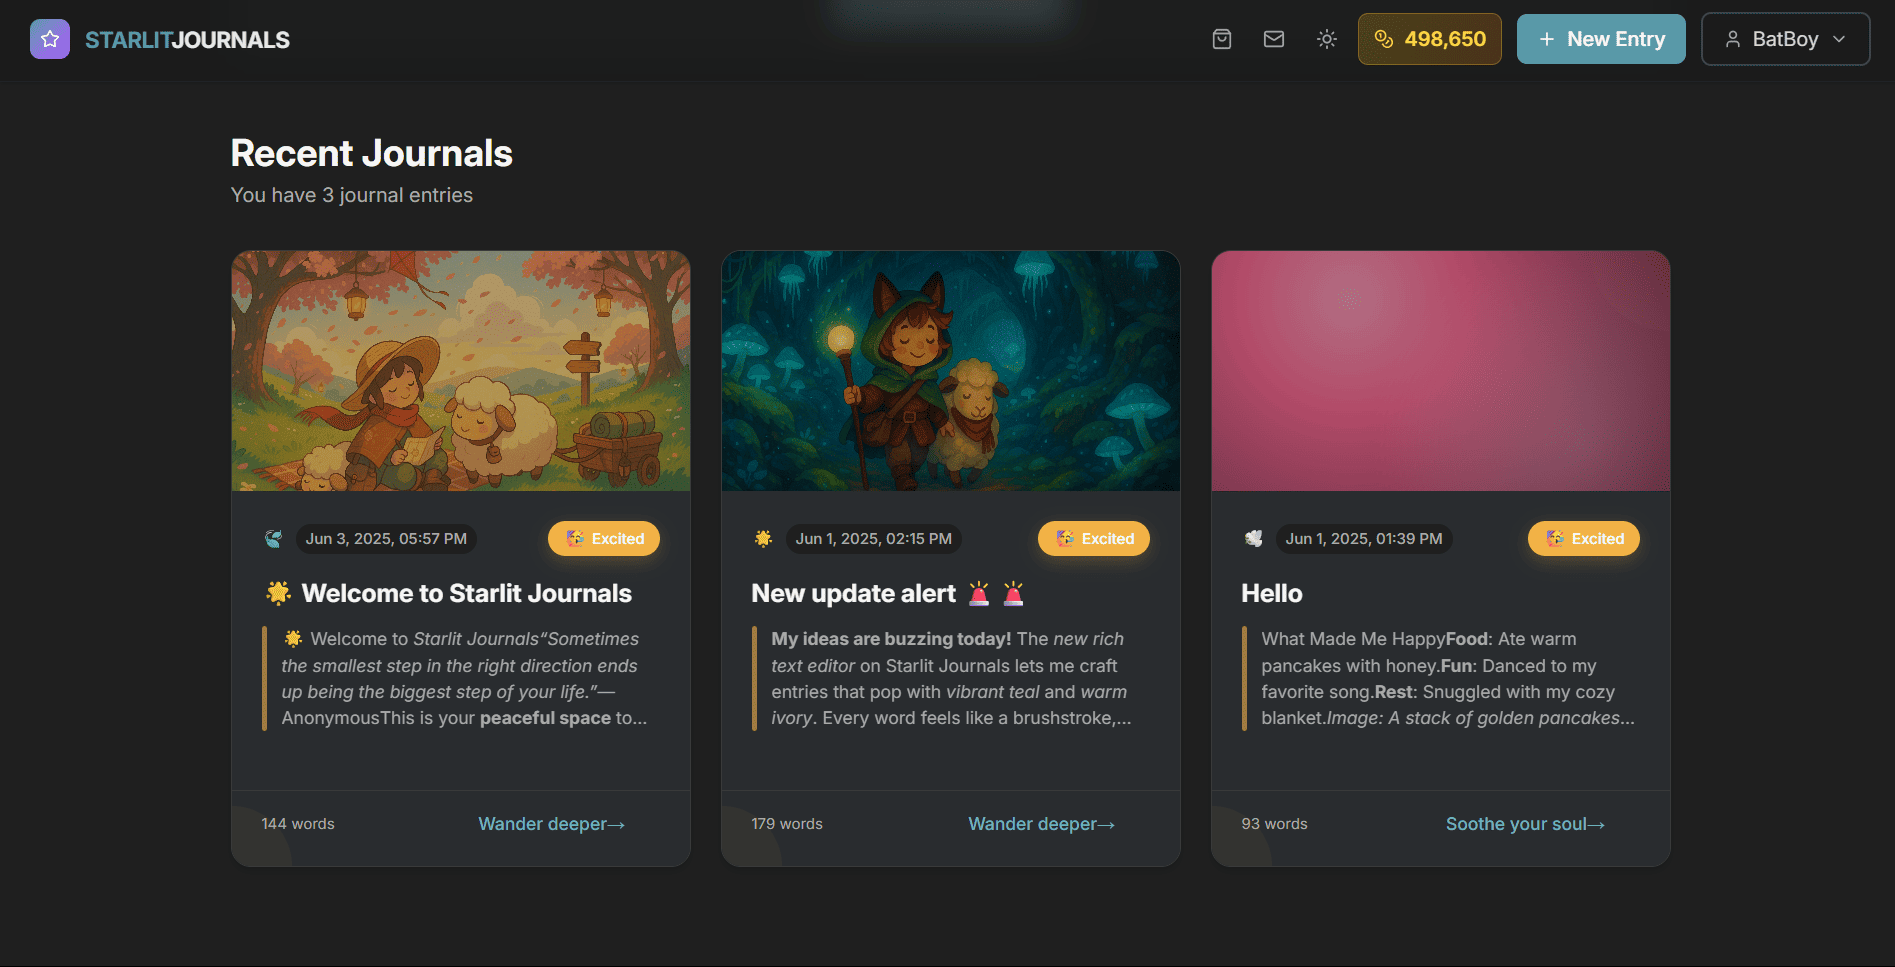 STARLITJOURNALS
498,650
+ New Entry
BatBoy
Recent Journals
You have 3 journal entries
Jun 3, 2025, 05:57 PM
🥳 Excited
🌟 Welcome to Starlit Journals
🌟 Welcome to Starlit Journals“Sometimes
the smallest step in the right direction ends
up being the biggest step of your life.”—
AnonymousThis is your peaceful space to...
144 words
Wander deeper→
Jun 1, 2025, 02:15 PM
🥳 Excited
New update alert 🚨 🚨
My ideas are buzzing today! The new rich
text editor on Starlit Journals lets me craft
entries that pop with vibrant teal and warm
ivory. Every word feels like a brushstroke,...
179 words
Wander deeper→
Jun 1, 2025, 01:39 PM
🥳 Excited
Hello
What Made Me HappyFood: Ate warm
pancakes with honey.Fun: Danced to my
favorite song.Rest: Snuggled with my cozy
blanket.Image: A stack of golden pancakes...
93 words
Soothe your soul→